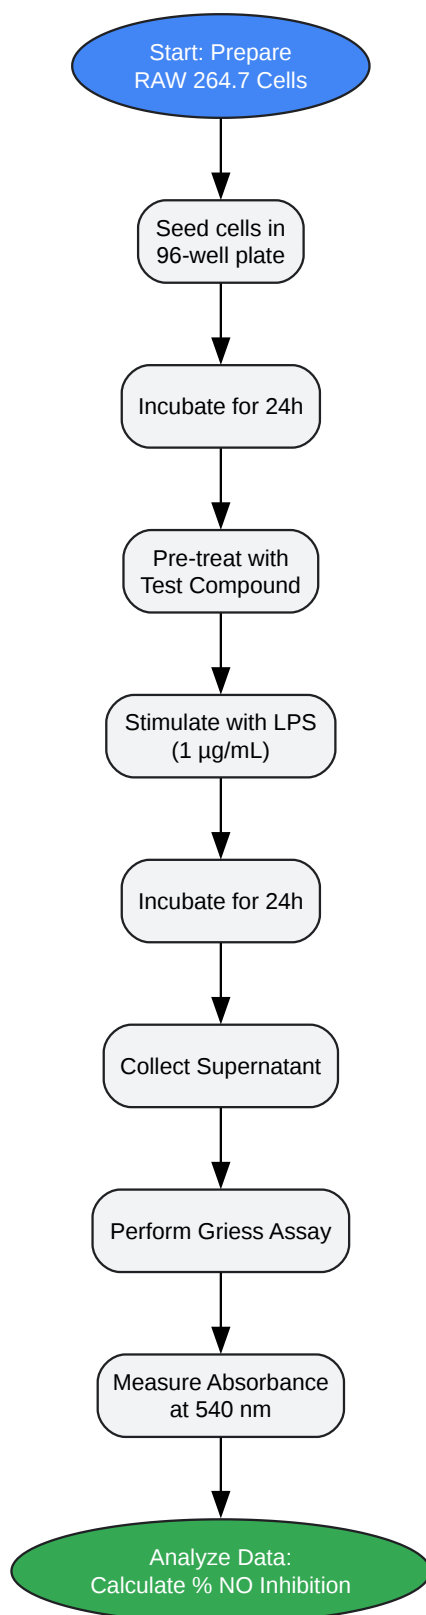 Start: Prepare
RAW 264.7 Cells
Seed cells in
96-well plate
Incubate for 24h
Pre-treat with
Test Compound
Stimulate with LPS
(1 µg/mL)
Incubate for 24h
Collect Supernatant
Perform Griess Assay
Measure Absorbance
at 540 nm
Analyze Data:
Calculate % NO Inhibition